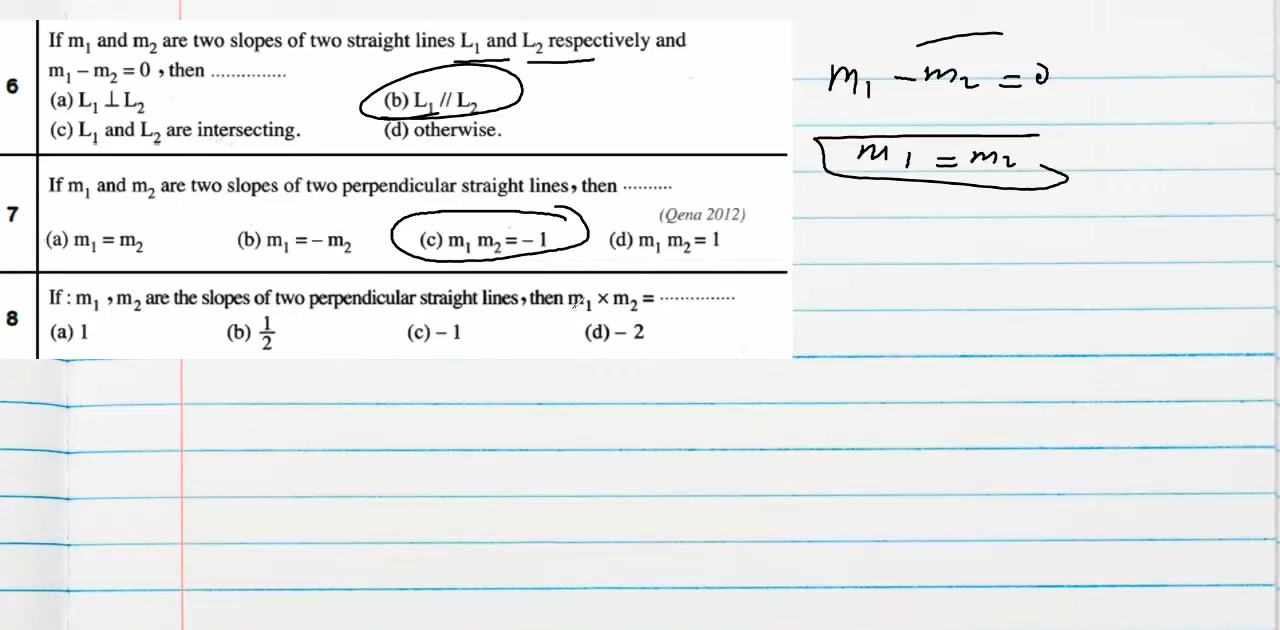 6
If m₁ and m₂ are two slopes of two straight lines L₁ and L₂ respectively and
m₁ – m₂ = 0 , then ...............
(a) L₁ ⊥ L₂ (b) L₁ // L₂
(c) L₁ and L₂ are intersecting. (d) otherwise.
7
If m₁ and m₂ are two slopes of two perpendicular straight lines, then ..........
(Qena 2012)
(a) m₁ = m₂ (b) m₁ = – m₂ (c) m₁ m₂ = – 1 (d) m₁ m₂ = 1
8
If : m₁ , m₂ are the slopes of two perpendicular straight lines, then m₁ × m₂ = ...............
(a) 1 (b) 1/2 (c) – 1 (d) – 2
m₁ – m₂ = 0
m₁ = m₂